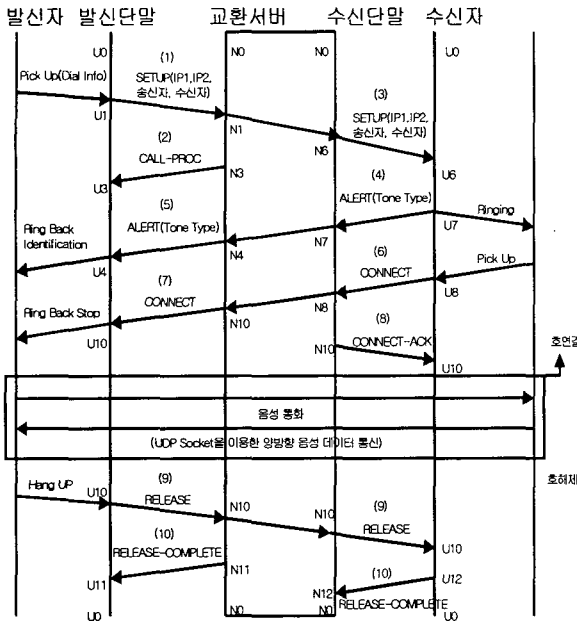 발신자 발신단말 교환서버 수신단말 수신자
U0 N0 N0 U0
Pick Up(Dial Info)
(1)
SETUP(IP1,IP2,
송신자, 수신자)
U1
(3)
SETUP(IP1,IP2,
송신자, 수신자)
N1
N6
(2)
CALL-PROC
U3
N3
U6
(4)
ALERT(Tone Type)
(5)
ALERT(Tone Type)
Ringing
U7
Ring Back
Identification
U4
N4
N7
(6)
CONNECT
Pick Up
U8
(7)
CONNECT
N8
Ring Back Stop
U10
N10
(8)
CONNECT-ACK
N10
U10
호연결
음성 통화
(UDP Socket을 이용한 양방향 음성 데이터 통신)
호해제
Hang UP
U10
(9)
RELEASE
N10
N10
(9)
RELEASE
U10
(10)
RELEASE-COMPLETE
U11
N11
(10)
U12
N12
RELEASE-COMPLETE
U0 N0 N0 U0